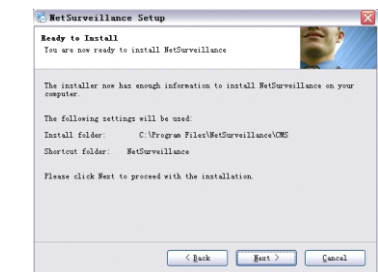 NetSurveillance Setup
Ready to Install
You are now ready to install NetSurveillance
The installer now has enough information to install NetSurveillance on your
computer.
The following settings will be used:
Install folder: C:\Program Files\NetSurveillance\CMS
Shortcut folder: NetSurveillance
Please click Next to proceed with the installation.
< Back Next > Cancel